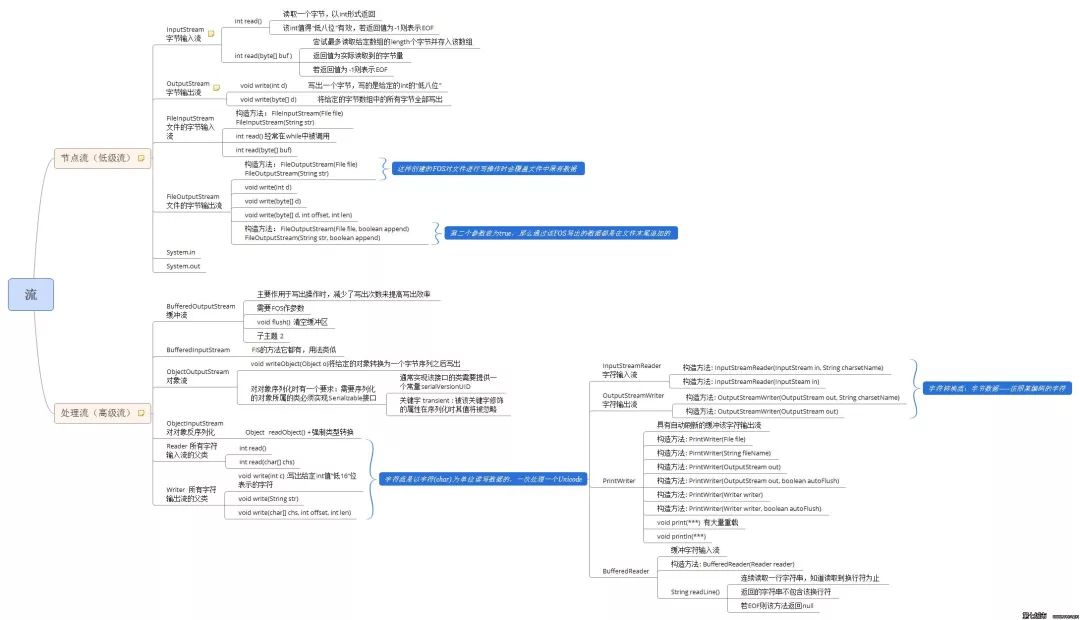 流
节点流（低级流）
InputStream
字节输入流
int read()
读取一个字节，以int形式返回
该int值得“低八位”有效，若返回值为-1则表示EOF
int read(byte[] buf )
尝试最多读取给定数组的length个字节并存入该数组
返回值为实际读取到的字节量
若返回值为 -1则表示EOF
OutputStream
字节输出流
void write(int d)
写出一个字节，写的是给定的int的“低八位”
void write(byte[] d)
将给定的字节数组中的所有字节全部写出
FileInputStream
文件的字节输入
流
构造方法：FileInputStream(File file)
FileInputStream(String str)
int read() 经常在while中被调用
int read(byte[] buf)
FileOutputStream
文件的字节输出流
构造方法：FileOutputStream(File file)
FileOutputStream(String str)
这样创建的FOS对文件进行写操作时会覆盖文件中原有数据
void write(int d)
void write(byte[] d)
void write(byte[] d, int offset, int len)
构造方法：FileOutputStream(File file, boolean append)
FileOutputStream(String str, boolean append)
第二个参数若为true，那么通过该FOS写出的数据都是在文件末尾追加的
System.in
System.out
处理流（高级流）
BufferedOutputStream
缓冲流
主要作用于写出操作时，减少了写出次数来提高写出效率
需要FOS作参数
void flush() 清空缓冲区
子主题 2
BufferedInputStream
FIS的方法它都有，用法类似
ObjectOutputStream
对象流
void writeObject(Object o)将给定的对象转换为一个字节序列之后写出
对对象序列化时有一个要求：需要序列化
的对象所属的类必须实现Serializable接口
通常实现该接口的类需要提供一
个常量serialVersionUID
关键字 transient : 被该关键字修饰
的属性在序列化时其值将被忽略
ObjectInputStream
对对象反序列化
Object readObject() +强制类型转换
Reader 所有字符
输入流的父类
int read()
int read(char[] chs)
Writer 所有字符
输出流的父类
void write(int c) :写出给定int值“低16”位
表示的字符
void write(String str)
void write(char[] chs, int offset, int len)
字符流是以字符(char)为单位读写数据的，一次处理一个Unicode
InputStreamReader
字符输入流
构造方法: InputStreamReader(InputStream in, String charsetName)
构造方法: InputStreamReader(InputSteam in)
OutputStreamWriter
字符输出流
构造方法: OutputStreamWriter(OutputStream out, String charsetName)
构造方法: OutputStreamWriter(OutputStream out)
字符转换流：字节数据——按照某编码的字符
PrintWriter
具有自动刷新的缓冲该字符输出流
构造方法: PrintWriter(File file)
构造方法: PirntWriter(String fileName)
构造方法: PrintWriter(OutputStream out)
构造方法: PrintWriter(OutputStream out, boolean autoFlush)
构造方法: PrintWriter(Writer writer)
构造方法: PrintWriter(Writer writer, boolean autoFlush)
void print(***) 有大量重载
void println(***)
BufferedReader
缓冲字符输入流
构造方法: BufferedReader(Reader reader)
String readLine()
连续读取一行字符串，知道读取到换行符为止
返回的字符串不包含该换行符
若EOF则该方法返回null